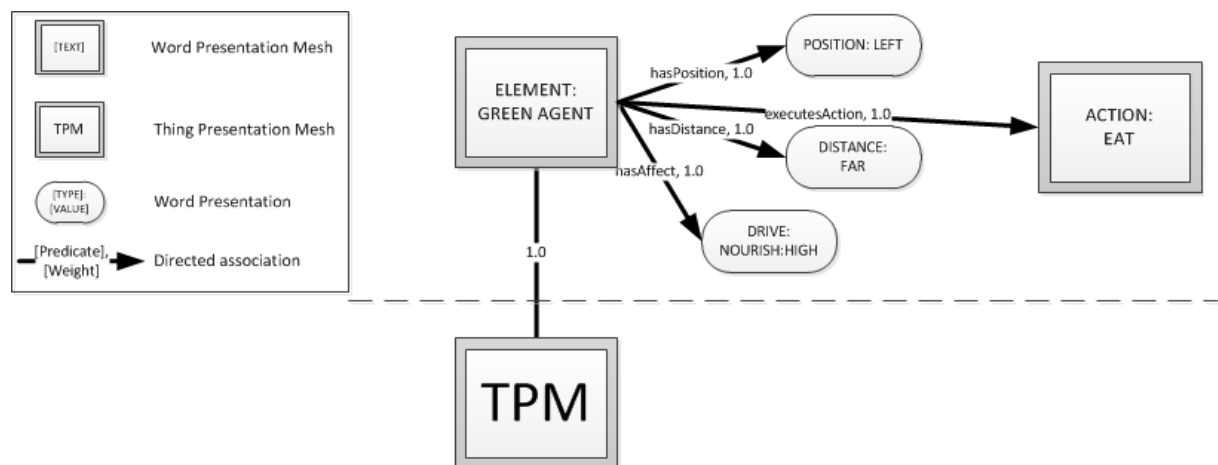 [TEXT]
Word Presentation Mesh
TPM
Thing Presentation Mesh
[TYPE]:
[VALUE]
Word Presentation
[Predicate],
[Weight]
Directed association
ELEMENT:
GREEN AGENT
hasPosition, 1.0
POSITION: LEFT
executesAction, 1.0
ACTION:
EAT
hasDistance, 1.0
DISTANCE:
FAR
hasAffect, 1.0
DRIVE:
NOURISH:HIGH
1.0
TPM